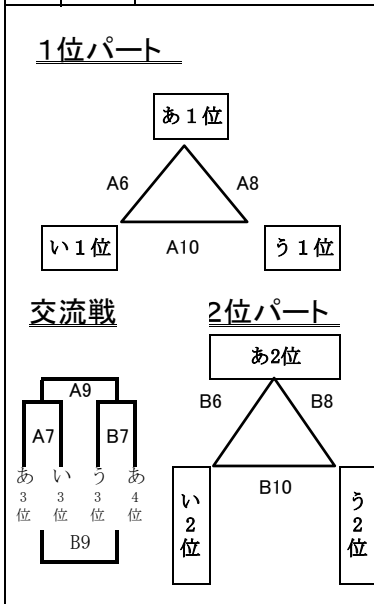 １位パート
あ１位
A6
A8
い１位
A10
う１位
交流戦
2位パート
あ2位
A9
B6
B8
A7
B7
あ3位
い3位
う3位
あ4位
B9
い2位
B10
う2位